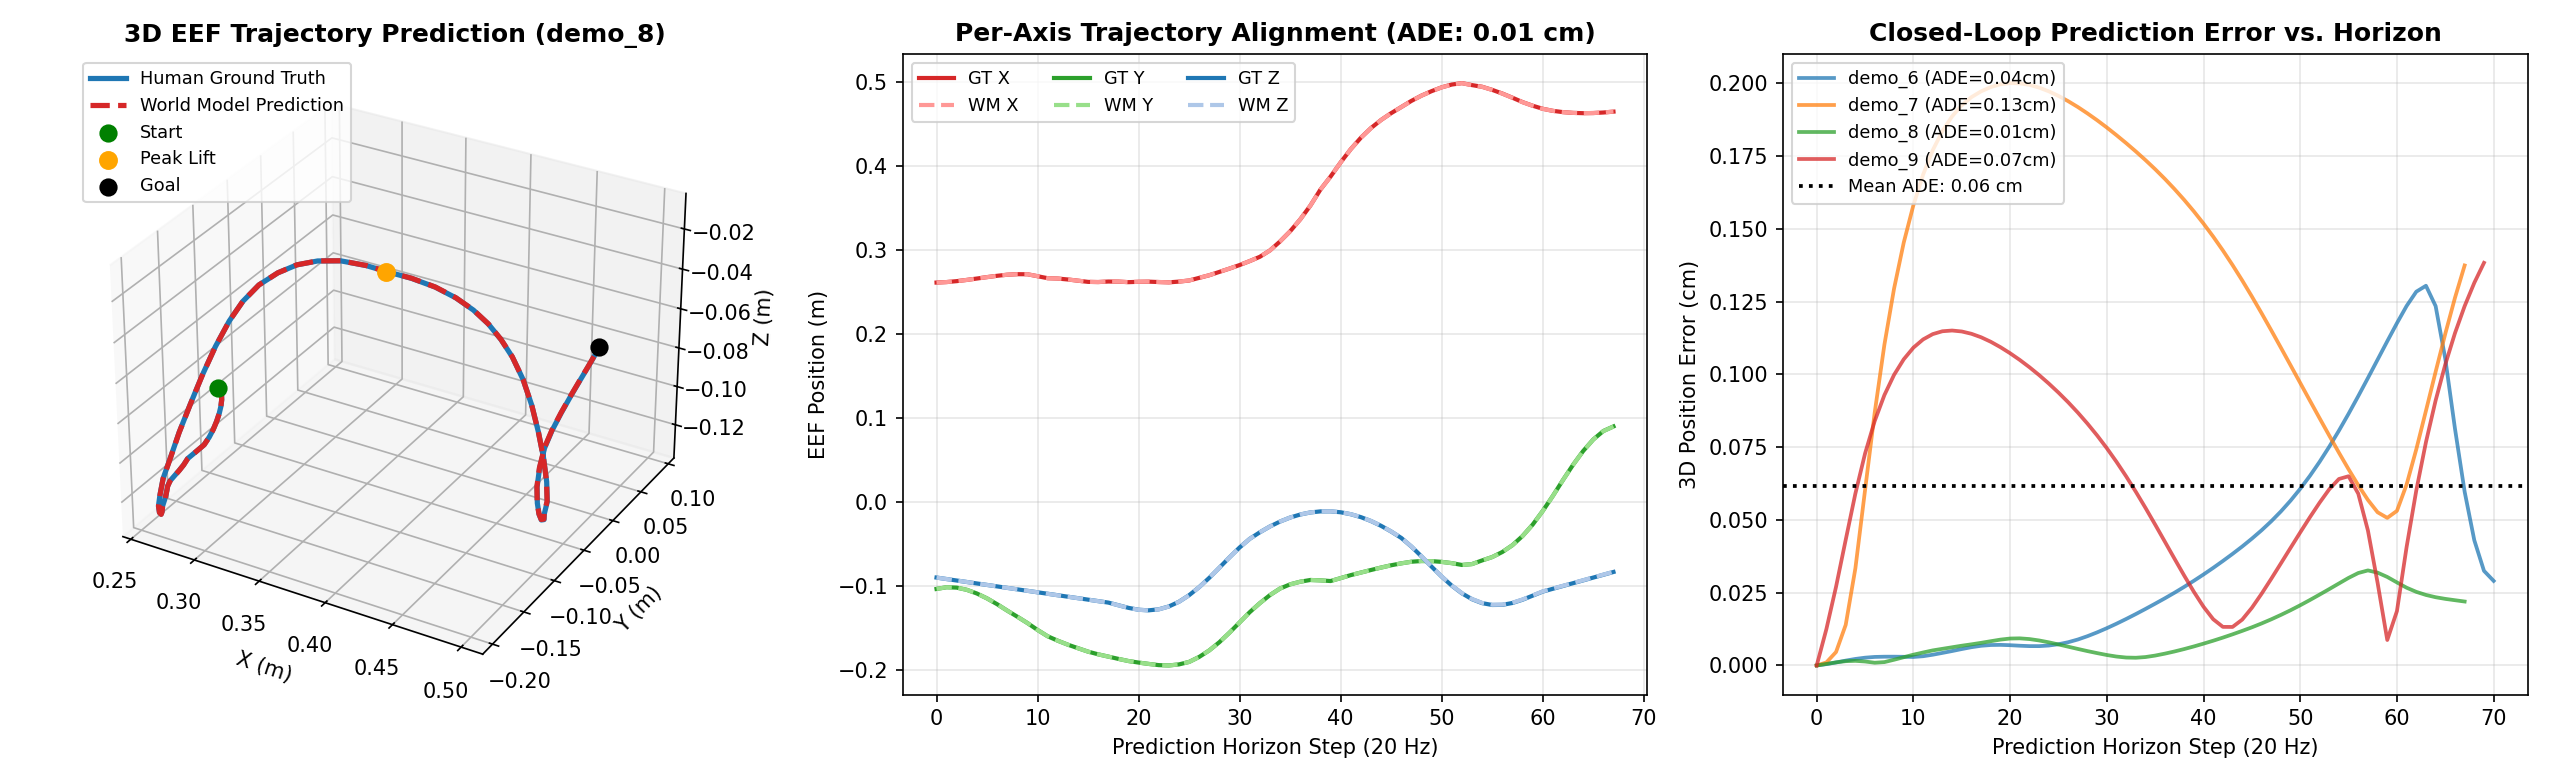 3D EEF Trajectory Prediction (demo_8)
Human Ground Truth
World Model Prediction
Start
Peak Lift
Goal
−0.02
−0.04
−0.06
−0.08
−0.10
−0.12
Z (m)
0.10
0.05
0.00
−0.05
−0.10
−0.15
−0.20
Y (m)
0.25
0.30
0.35
0.40
0.45
0.50
X (m)
Per-Axis Trajectory Alignment (ADE: 0.01 cm)
GT X GT Y GT Z
WM X WM Y WM Z
EEF Position (m)
0.5
0.4
0.3
0.2
0.1
0.0
−0.1
−0.2
0 10 20 30 40 50 60 70
Prediction Horizon Step (20 Hz)
Closed-Loop Prediction Error vs. Horizon
demo_6 (ADE=0.04cm)
demo_7 (ADE=0.13cm)
demo_8 (ADE=0.01cm)
demo_9 (ADE=0.07cm)
Mean ADE: 0.06 cm
3D Position Error (cm)
0.200
0.175
0.150
0.125
0.100
0.075
0.050
0.025
0.000
0 10 20 30 40 50 60 70
Prediction Horizon Step (20 Hz)